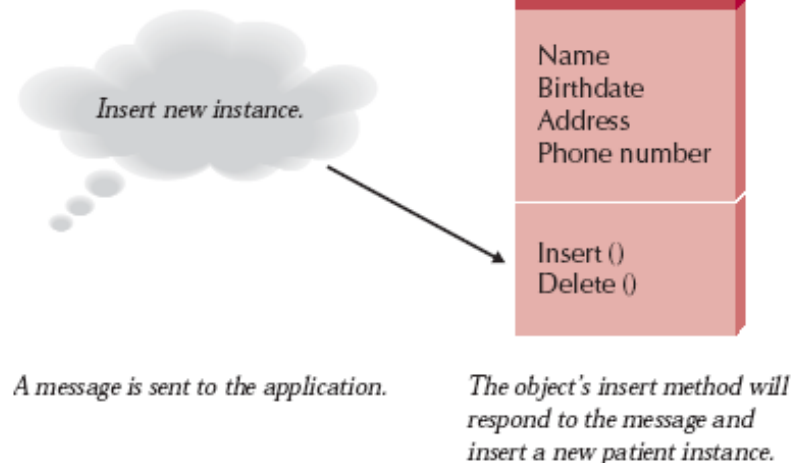 Insert new instance.
Name
Birthdate
Address
Phone number
Insert ()
Delete ()
A message is sent to the application.
The object's insert method will
respond to the message and
insert a new patient instance.